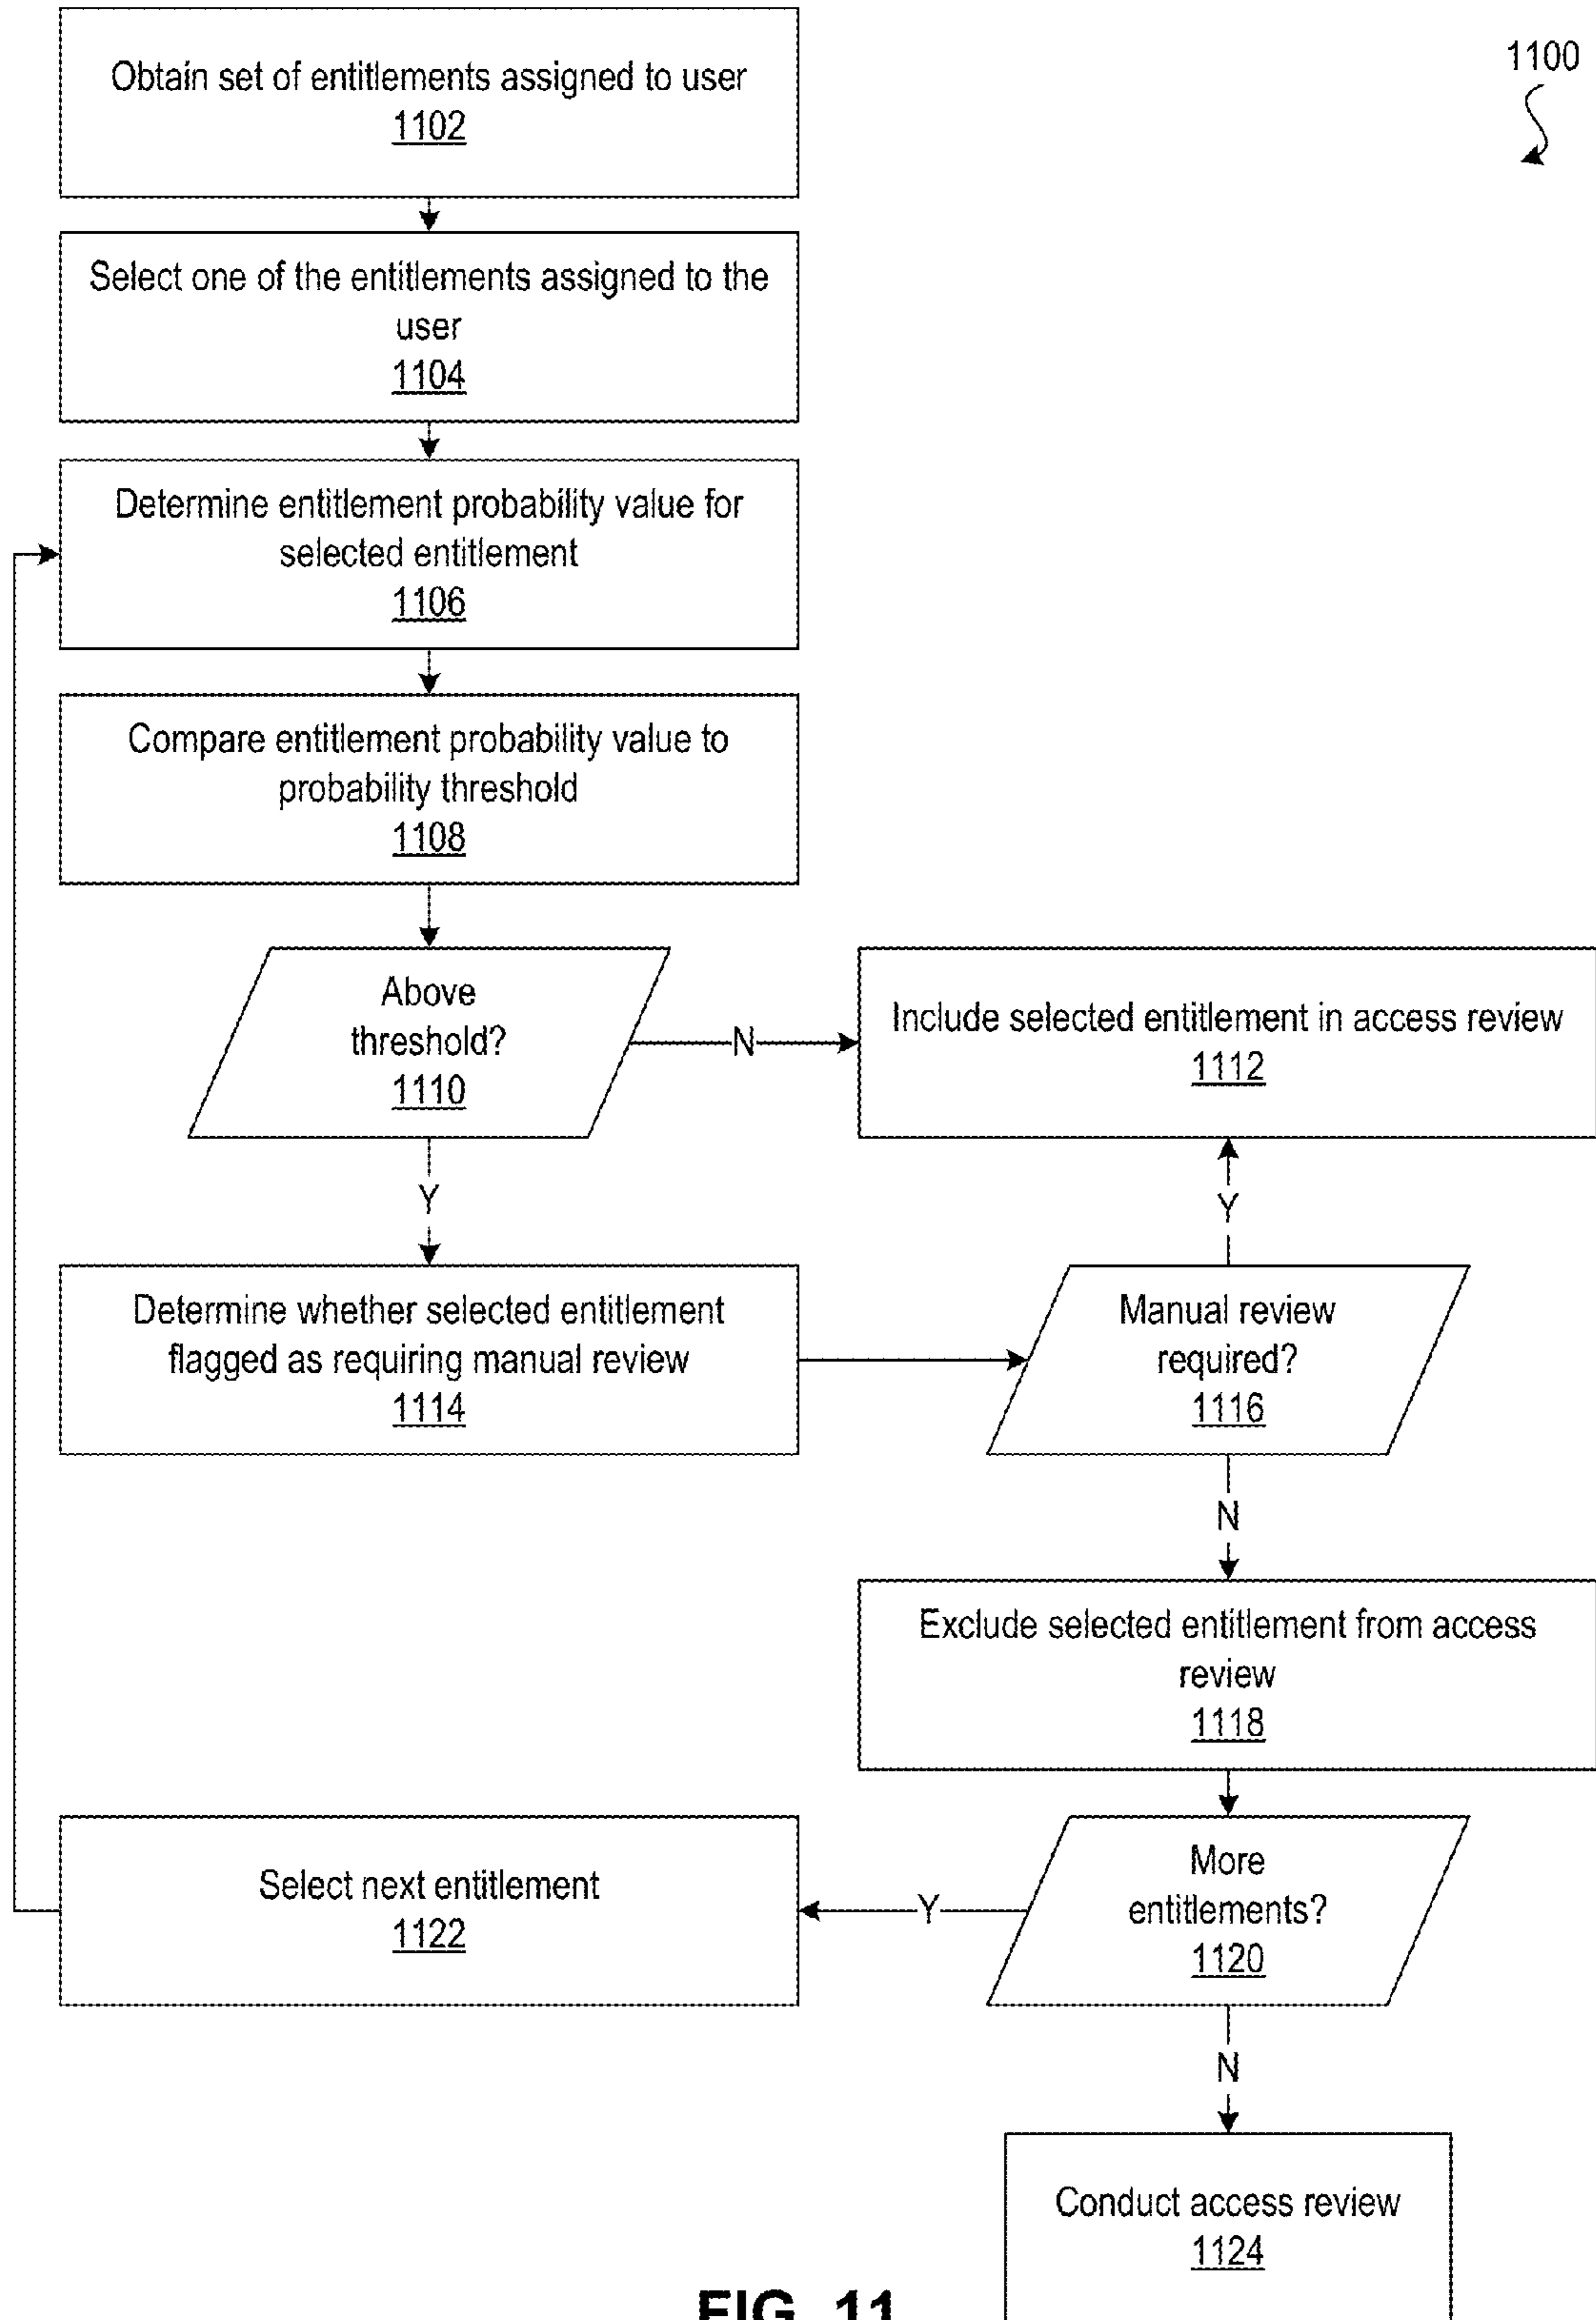 1100
Obtain set of entitlements assigned to user
1102
Select one of the entitlements assigned to the
user
1104
Determine entitlement probability value for
selected entitlement
1106
Compare entitlement probability value to
probability threshold
1108
Above
threshold?
1110
N
Include selected entitlement in access review
1112
Y
Y
Determine whether selected entitlement
flagged as requiring manual review
1114
Manual review
required?
1116
N
Exclude selected entitlement from access
review
1118
More
entitlements?
1120
Y
Select next entitlement
1122
N
Conduct access review
1124
FIG. 11